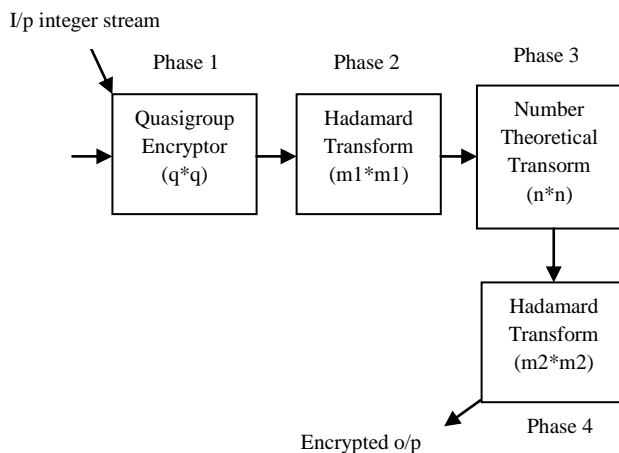 I/p integer stream
Phase 1
Phase 2
Phase 3
Quasigroup
Encryptor
(q*q)
Hadamard
Transform
(m1*m1)
Number
Theoretical
Transorm
(n*n)
Hadamard
Transform
(m2*m2)
Phase 4
Encrypted o/p